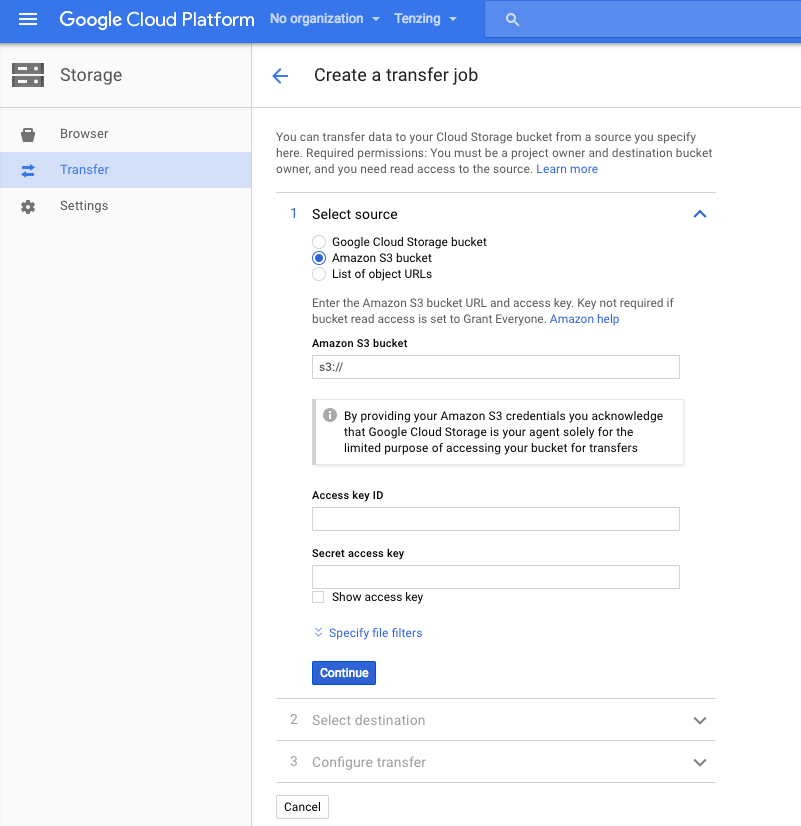 Google Cloud Platform No organization Tenzing
Storage
Create a transfer job
Browser
Transfer
Settings
You can transfer data to your Cloud Storage bucket from a source you specify
here. Required permissions: You must be a project owner and destination bucket
owner, and you need read access to the source. Learn more
1 Select source
Google Cloud Storage bucket
Amazon S3 bucket
List of object URLs
Enter the Amazon S3 bucket URL and access key. Key not required if
bucket read access is set to Grant Everyone. Amazon help
Amazon S3 bucket
s3://
By providing your Amazon S3 credentials you acknowledge
that Google Cloud Storage is your agent solely for the
limited purpose of accessing your bucket for transfers
Access key ID
Secret access key
Show access key
Specify file filters
Continue
2 Select destination
3 Configure transfer
Cancel